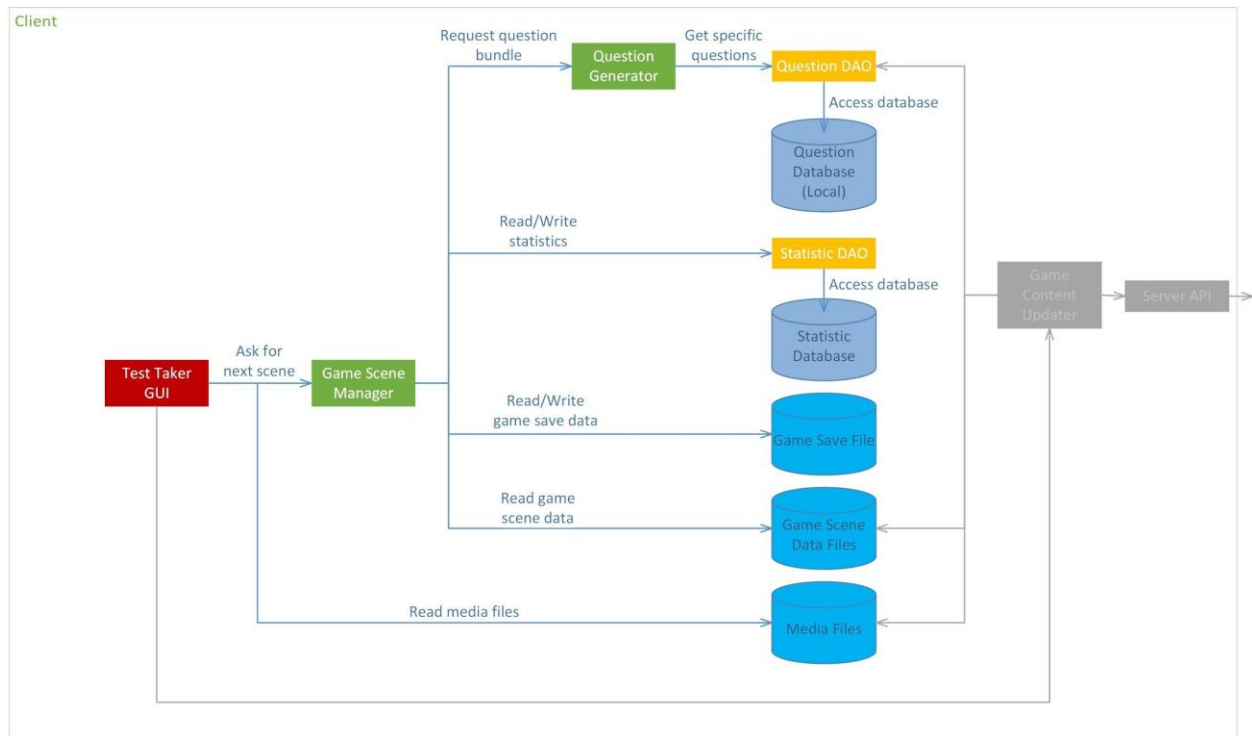 Client
Request question
bundle
Question
Generator
Get specific
questions
Question DAO
Access database
Question
Database
(Local)
Read/Write
statistics
Statistic DAO
Access database
Statistic
Database
Game
Content
Updater
Server API
Test Taker
GUI
Ask for
next scene
Game Scene
Manager
Read/Write
game save data
Game Save File
Read game
scene data
Game Scene
Data Files
Read media files
Media Files